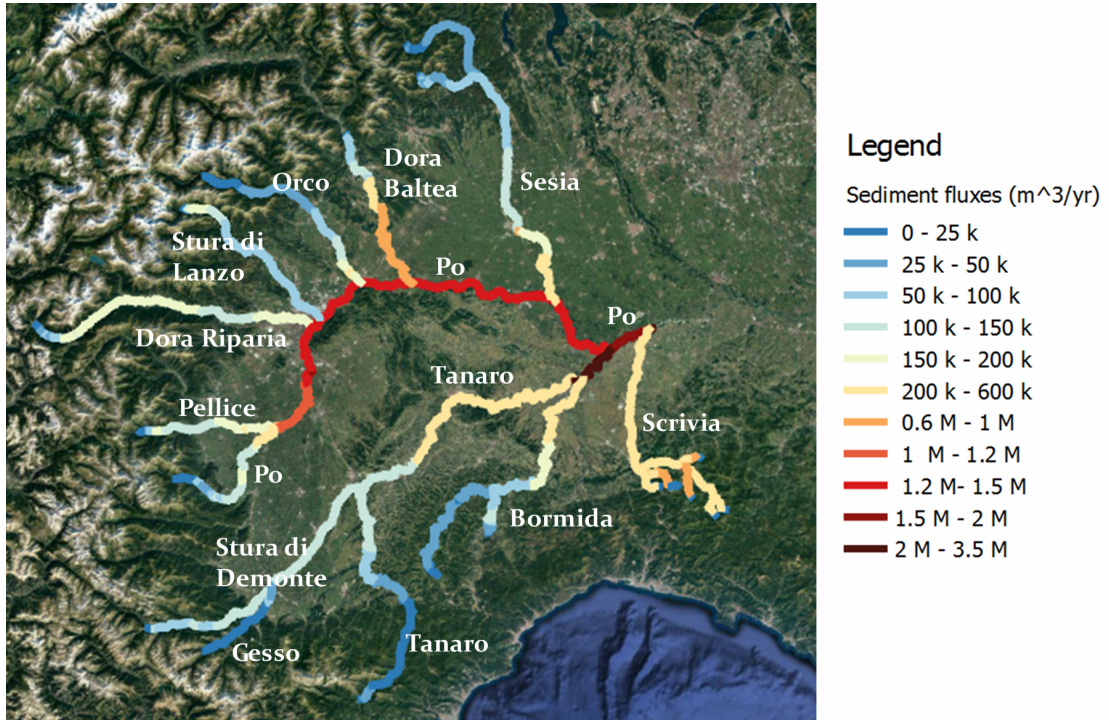 Dora
Baltea
Orco
Sesia
Stura di
Lanzo
Po
Dora Riparia
Po
Tanaro
Pellice
Scrivia
Po
Bormida
Stura di
Demonte
Gesso
Tanaro
Legend
Sediment fluxes (m^3/yr)
0 - 25 k
25 k - 50 k
50 k - 100 k
100 k - 150 k
150 k - 200 k
200 k - 600 k
0.6 M - 1 M
1 M - 1.2 M
1.2 M- 1.5 M
1.5 M - 2 M
2 M - 3.5 M